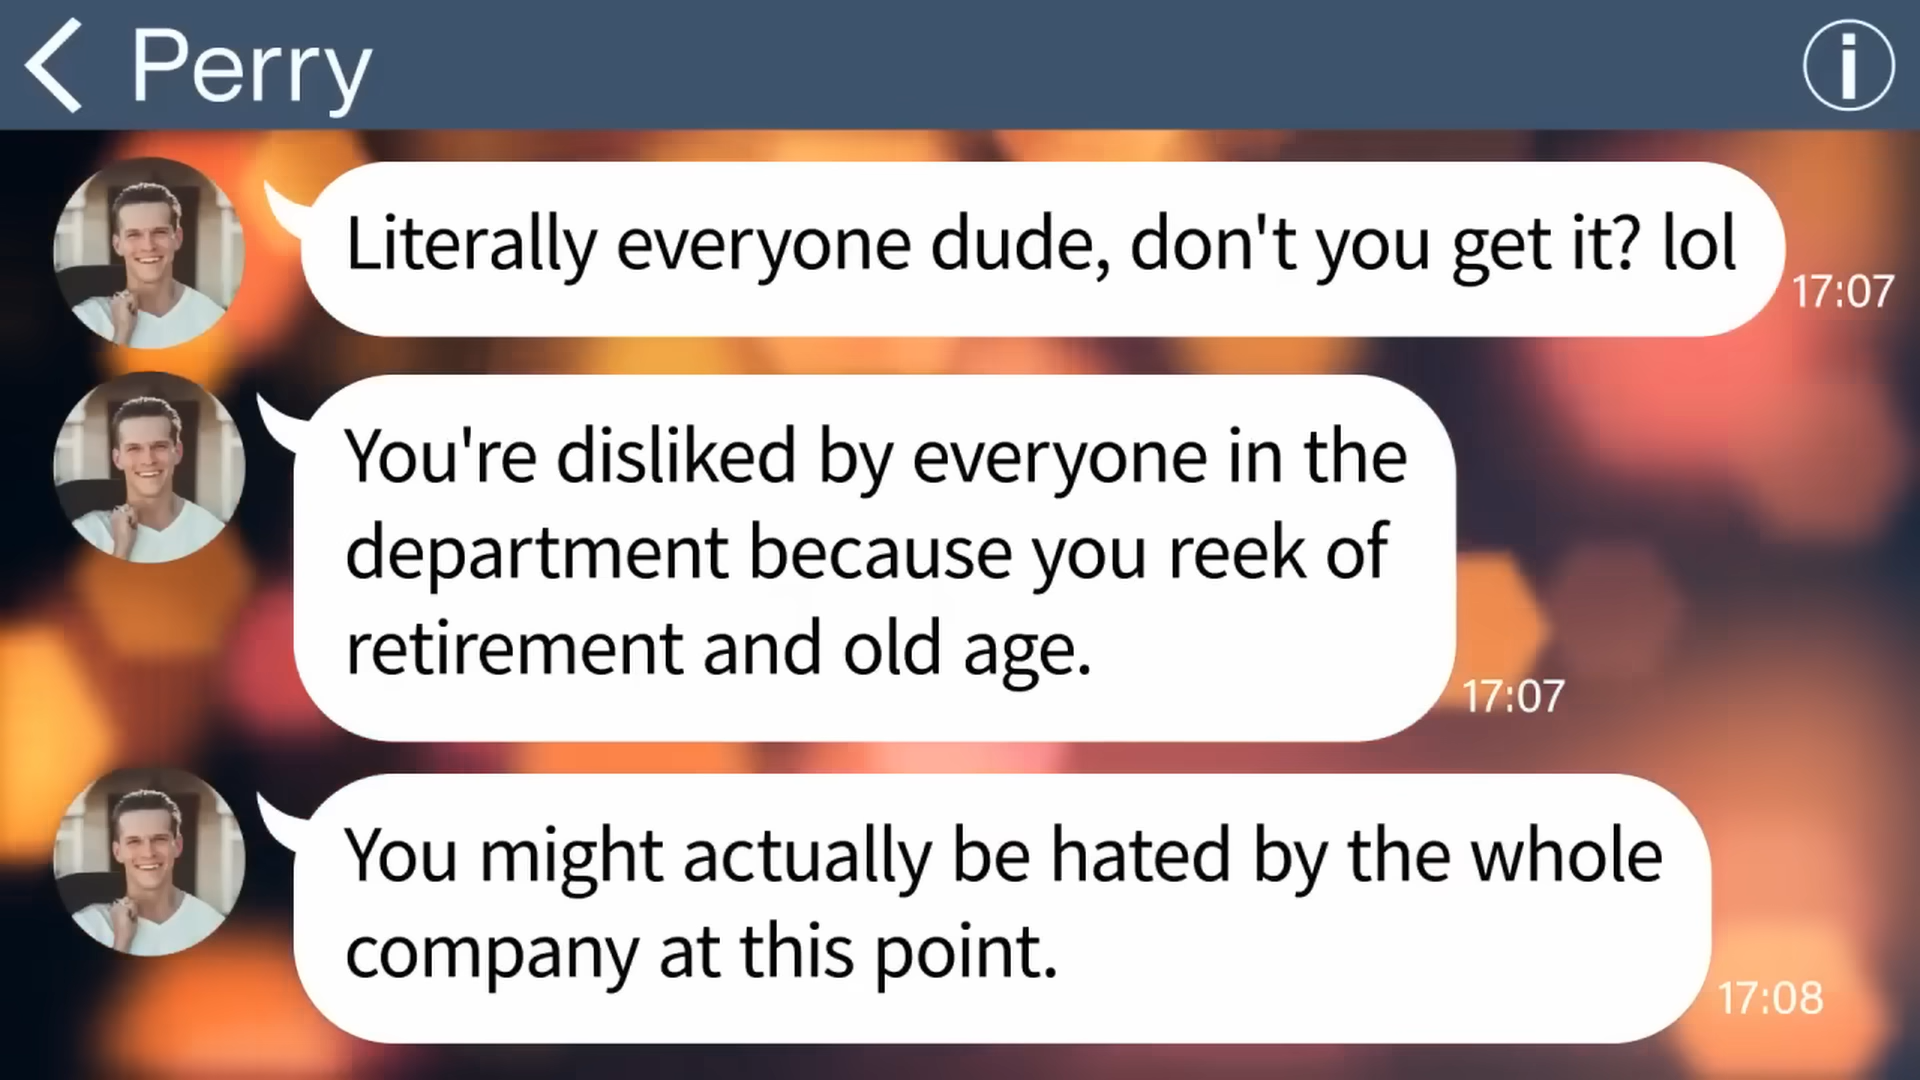 Perry
Literally everyone dude, don't you get it? lol
17:07
You're disliked by everyone in the
department because you reek of
retirement and old age.
17:07
You might actually be hated by the whole
company at this point.
17:08